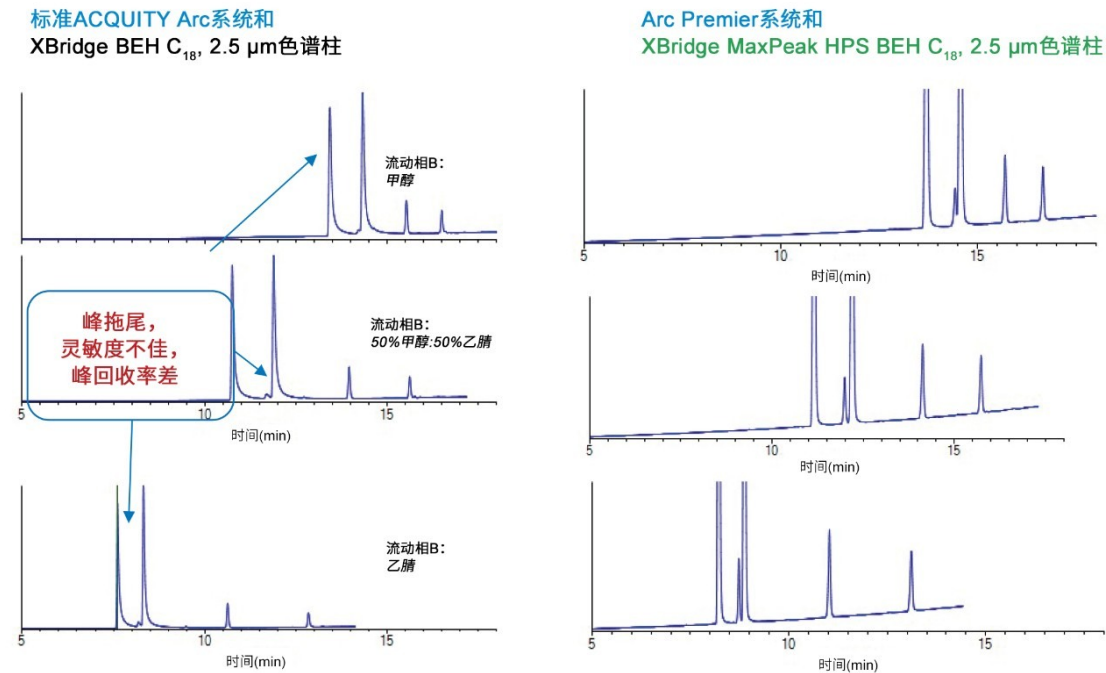 标准ACQUITY Arc系统和
XBridge BEH C18, 2.5 µm色谱柱
流动相B：
甲醇
峰拖尾，
灵敏度不佳，
峰回收率差
流动相B：
50%甲醇:50%乙腈
5
10
15
时间(min)
流动相B：
乙腈
5
10
15
时间(min)
Arc Premier系统和
XBridge MaxPeak HPS BEH C18, 2.5 µm色谱柱
5
10
15
时间(min)
5
10
15
时间(min)
5
10
15
时间(min)